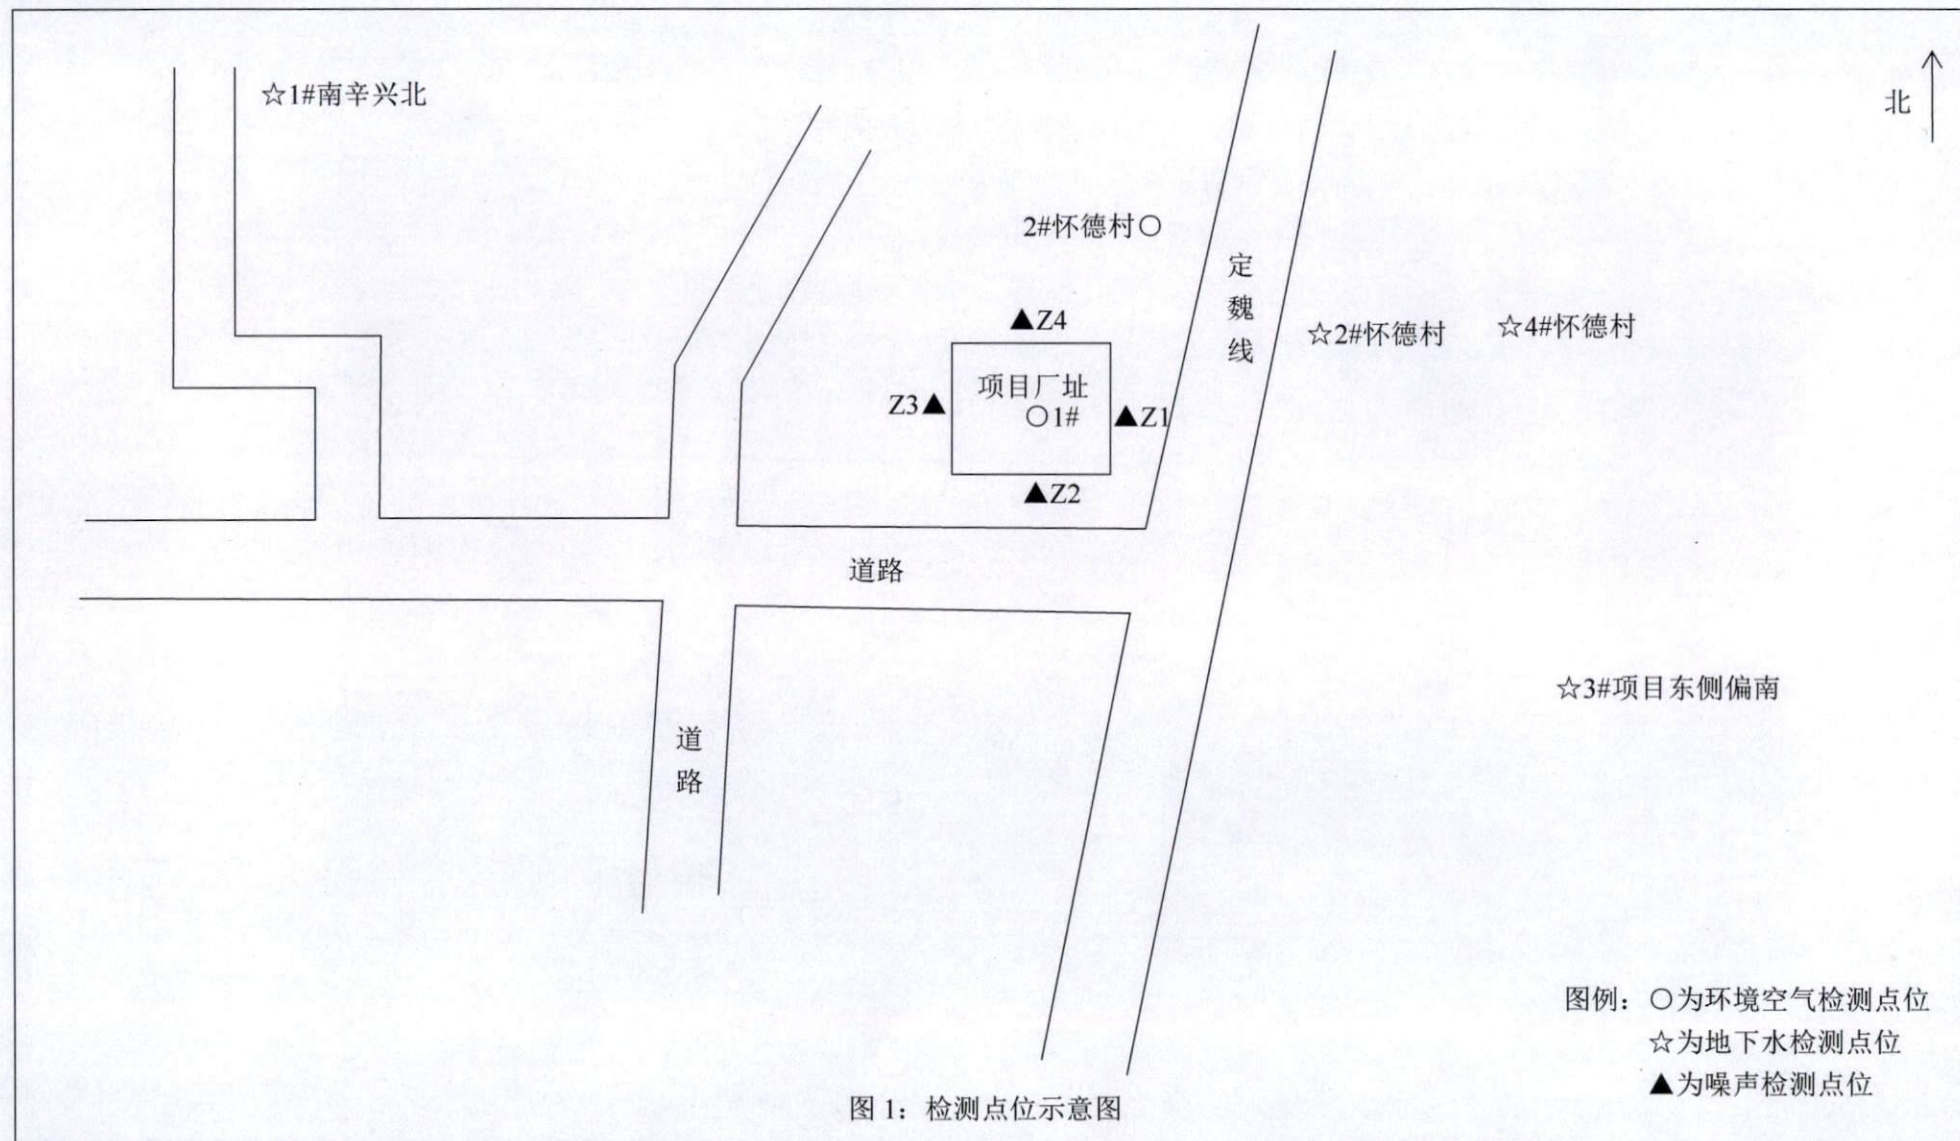 ☆1#南辛兴北
北
2#怀德村○
定魏线
▲Z4
☆2#怀德村
☆4#怀德村
项目厂址
Z3▲
○1#
▲Z1
▲Z2
道路
☆3#项目东侧偏南
道路
图例：○为环境空气检测点位
☆为地下水检测点位
▲为噪声检测点位
图 1：检测点位示意图